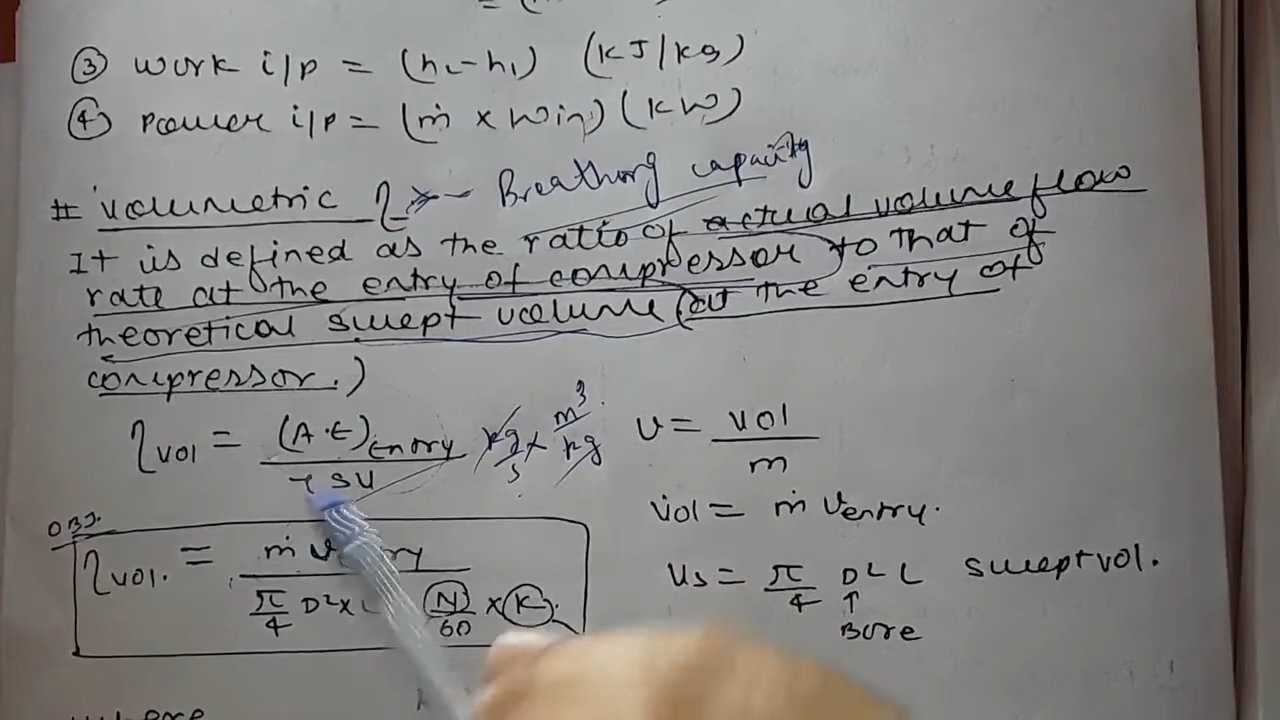 ③ work i/p = (h₂-h₁) (kJ/kg)
④ power i/p = (ṁ x win) (kW)
# volumetric η - Breathing capacity
It is defined as the ratio of actual volume flow
rate at the entry of compressor to that of
theoretical swept volume (at the entry of
compressor.)
ηvol = (A.E)entry / TSV kg/s x m³/kg
v = vol / m
vol = ṁ ventry.
OBJ.
ηvol. = ṁ / π/4 D² x N/60 x K
Vs = π/4 D² L swept vol.
↑
Bore